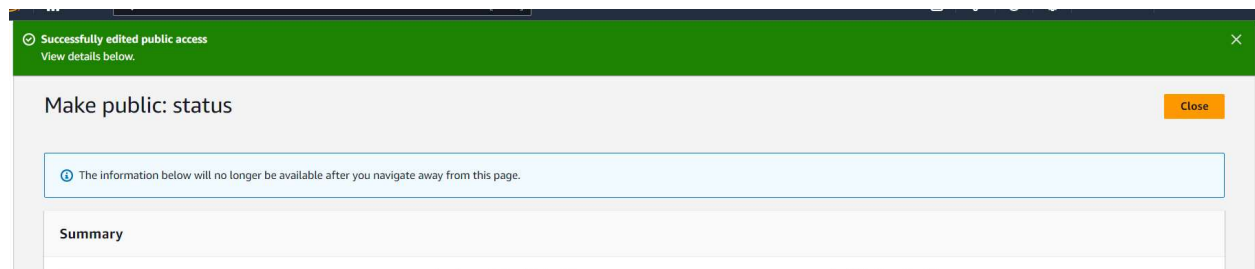 Successfully edited public access
View details below.
Make public: status
Close
The information below will no longer be available after you navigate away from this page.
Summary